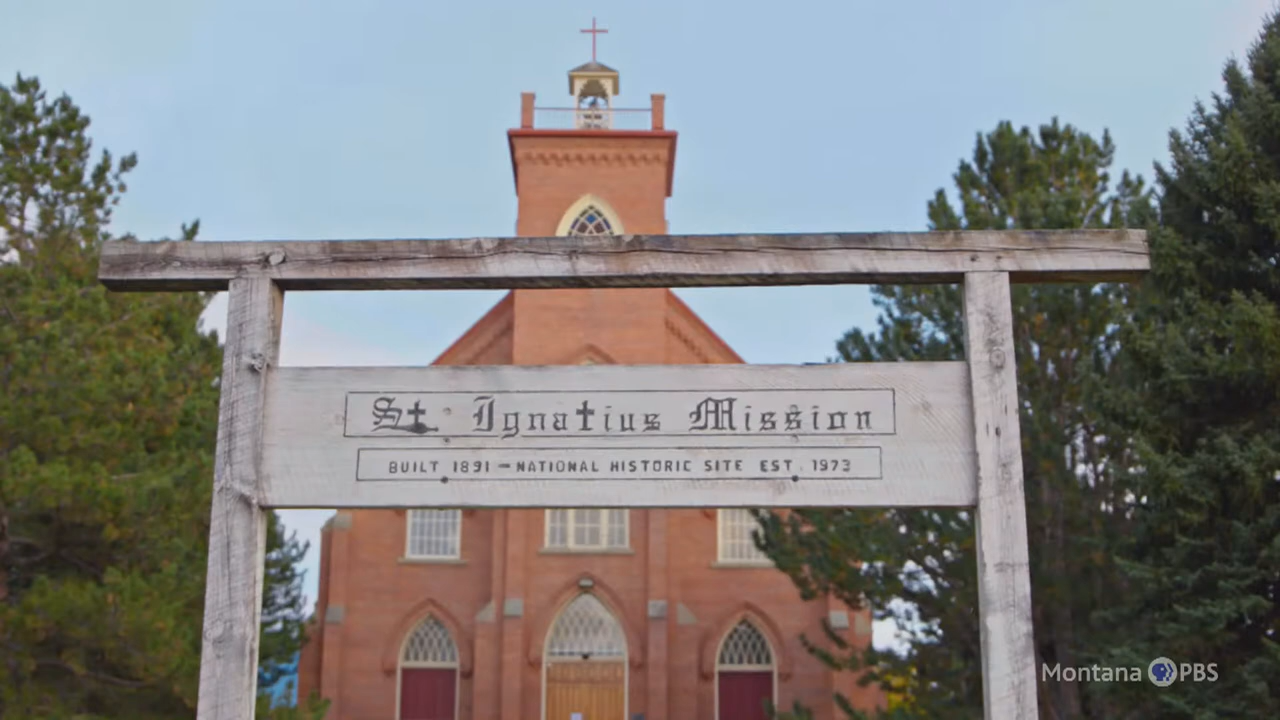 St. Ignatius Mission
BUILT 1891 – NATIONAL HISTORIC SITE EST. 1973
Montana PBS